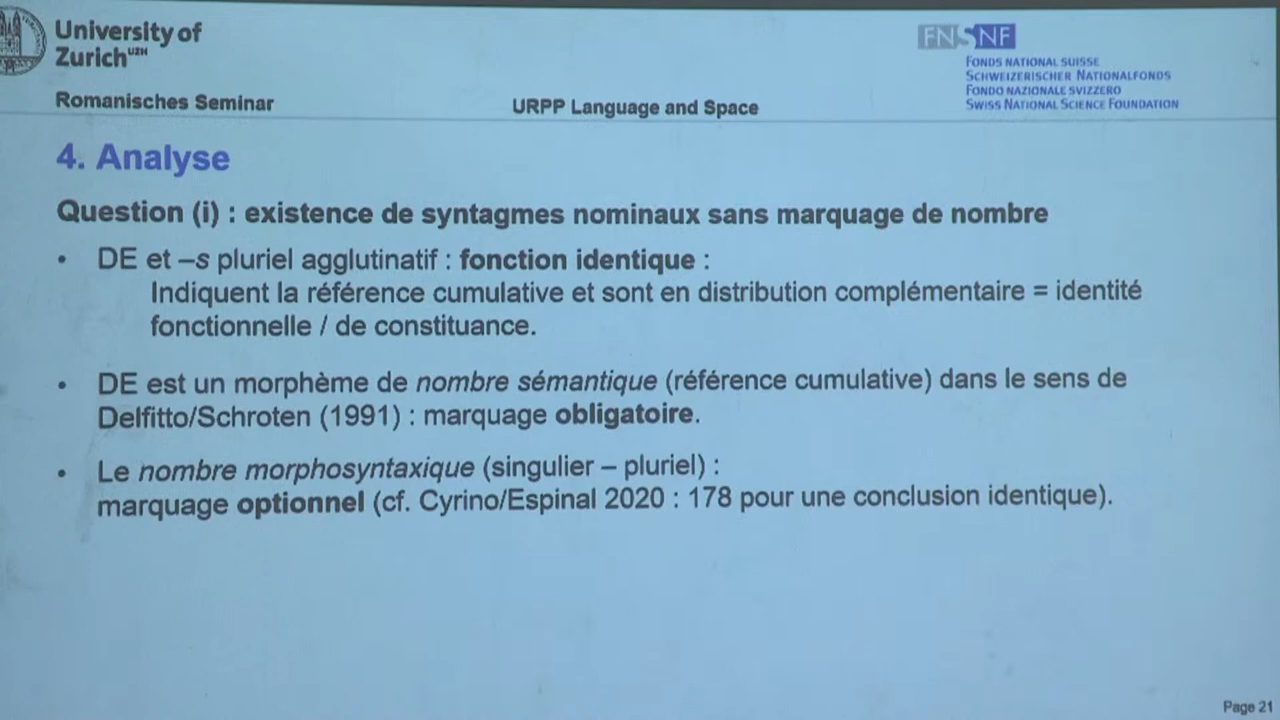 University of
Zurich UZH
FNSNF
FONDS NATIONAL SUISSE
SCHWEIZERISCHER NATIONALFONDS
FONDO NAZIONALE SVIZZERO
SWISS NATIONAL SCIENCE FOUNDATION
Romanisches Seminar
URPP Language and Space
4. Analyse
Question (i) : existence de syntagmes nominaux sans marquage de nombre
• DE et –s pluriel agglutinatif : fonction identique :
Indiquent la référence cumulative et sont en distribution complémentaire = identité
fonctionnelle / de constituance.
• DE est un morphème de nombre sémantique (référence cumulative) dans le sens de
Delfitto/Schroten (1991) : marquage obligatoire.
• Le nombre morphosyntaxique (singulier – pluriel) :
marquage optionnel (cf. Cyrino/Espinal 2020 : 178 pour une conclusion identique).
Page 21